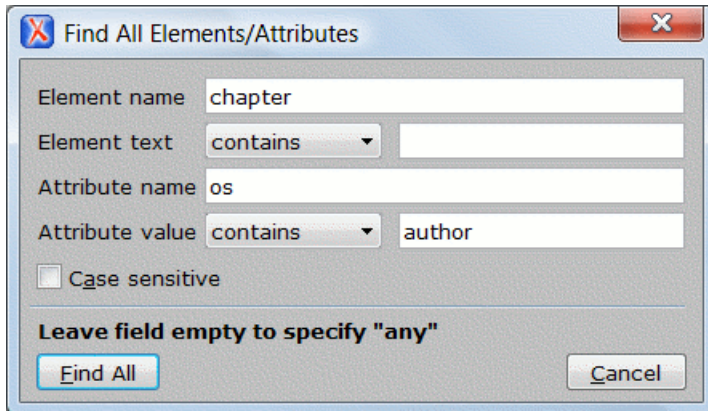 Find All Elements/Attributes
Element name chapter
Element text contains
Attribute name os
Attribute value contains author
Case sensitive
Leave field empty to specify "any"
Find All Cancel